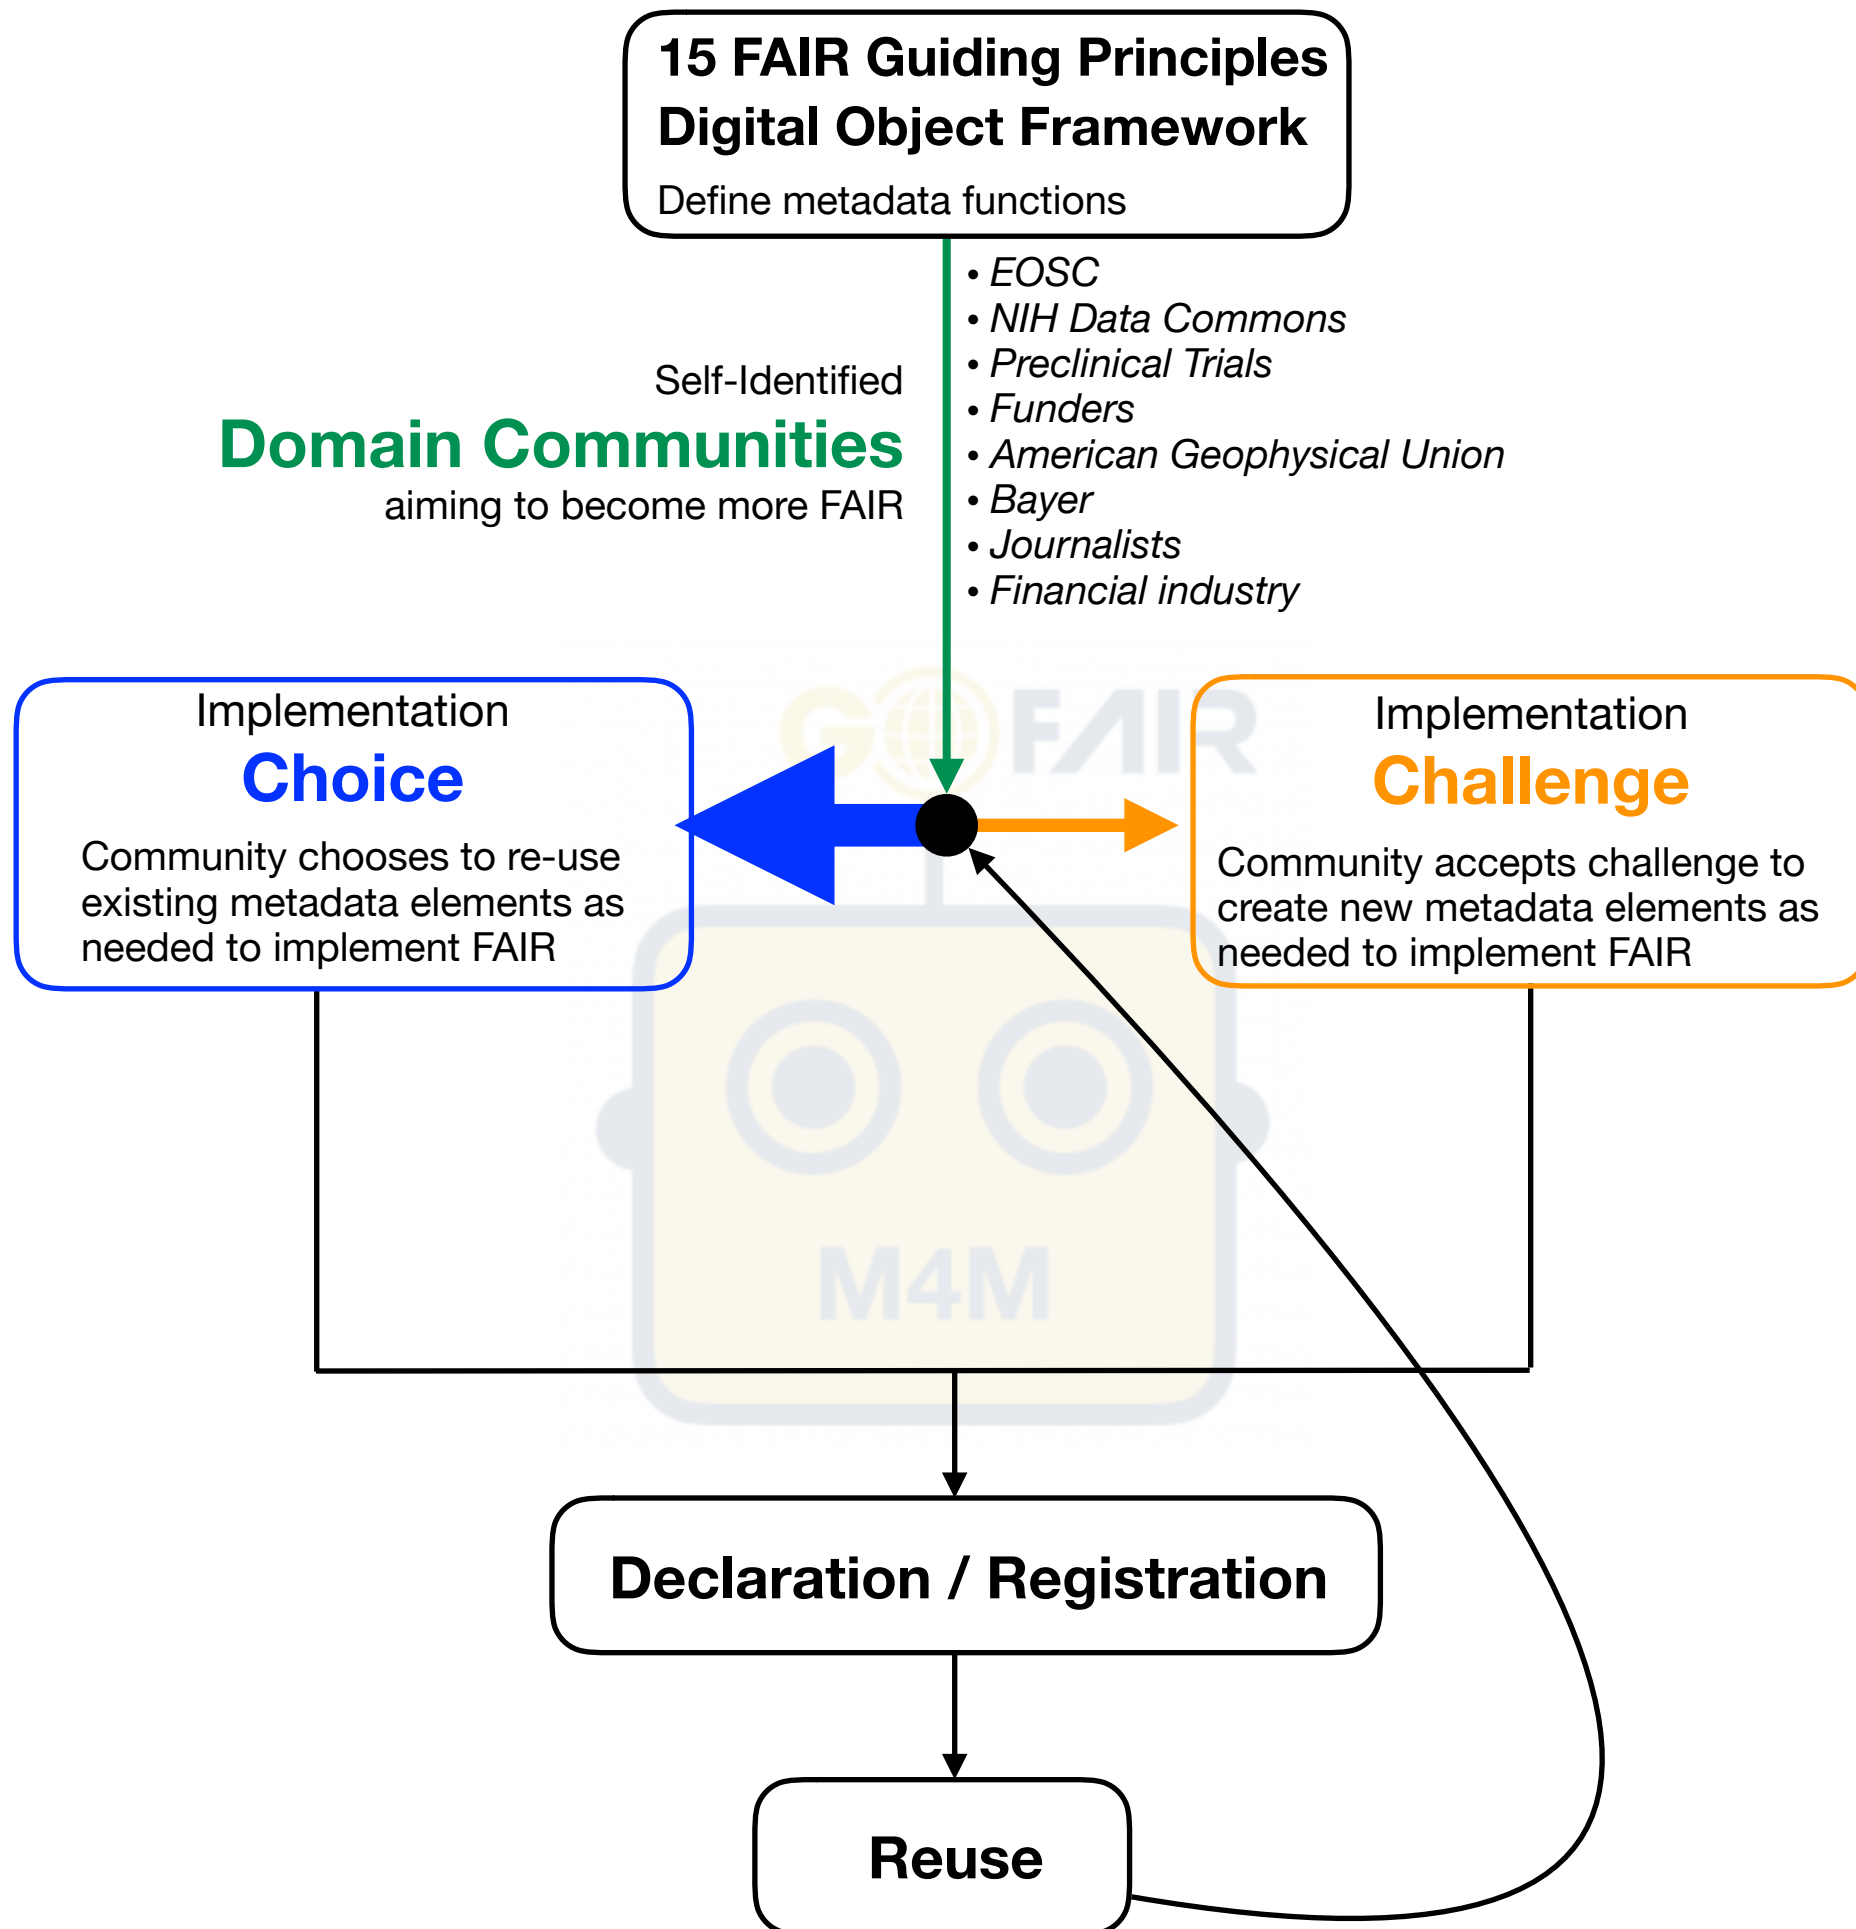 15 FAIR Guiding Principles
Digital Object Framework
Define metadata functions
• EOSC
• NIH Data Commons
• Preclinical Trials
• Funders
• American Geophysical Union
• Bayer
• Journalists
• Financial industry
Self-Identified
Domain Communities
aiming to become more FAIR
GO FAIR
Implementation
Choice
Community chooses to re-use
existing metadata elements as
needed to implement FAIR
Implementation
Challenge
Community accepts challenge to
create new metadata elements as
needed to implement FAIR
M4M
Declaration / Registration
Reuse